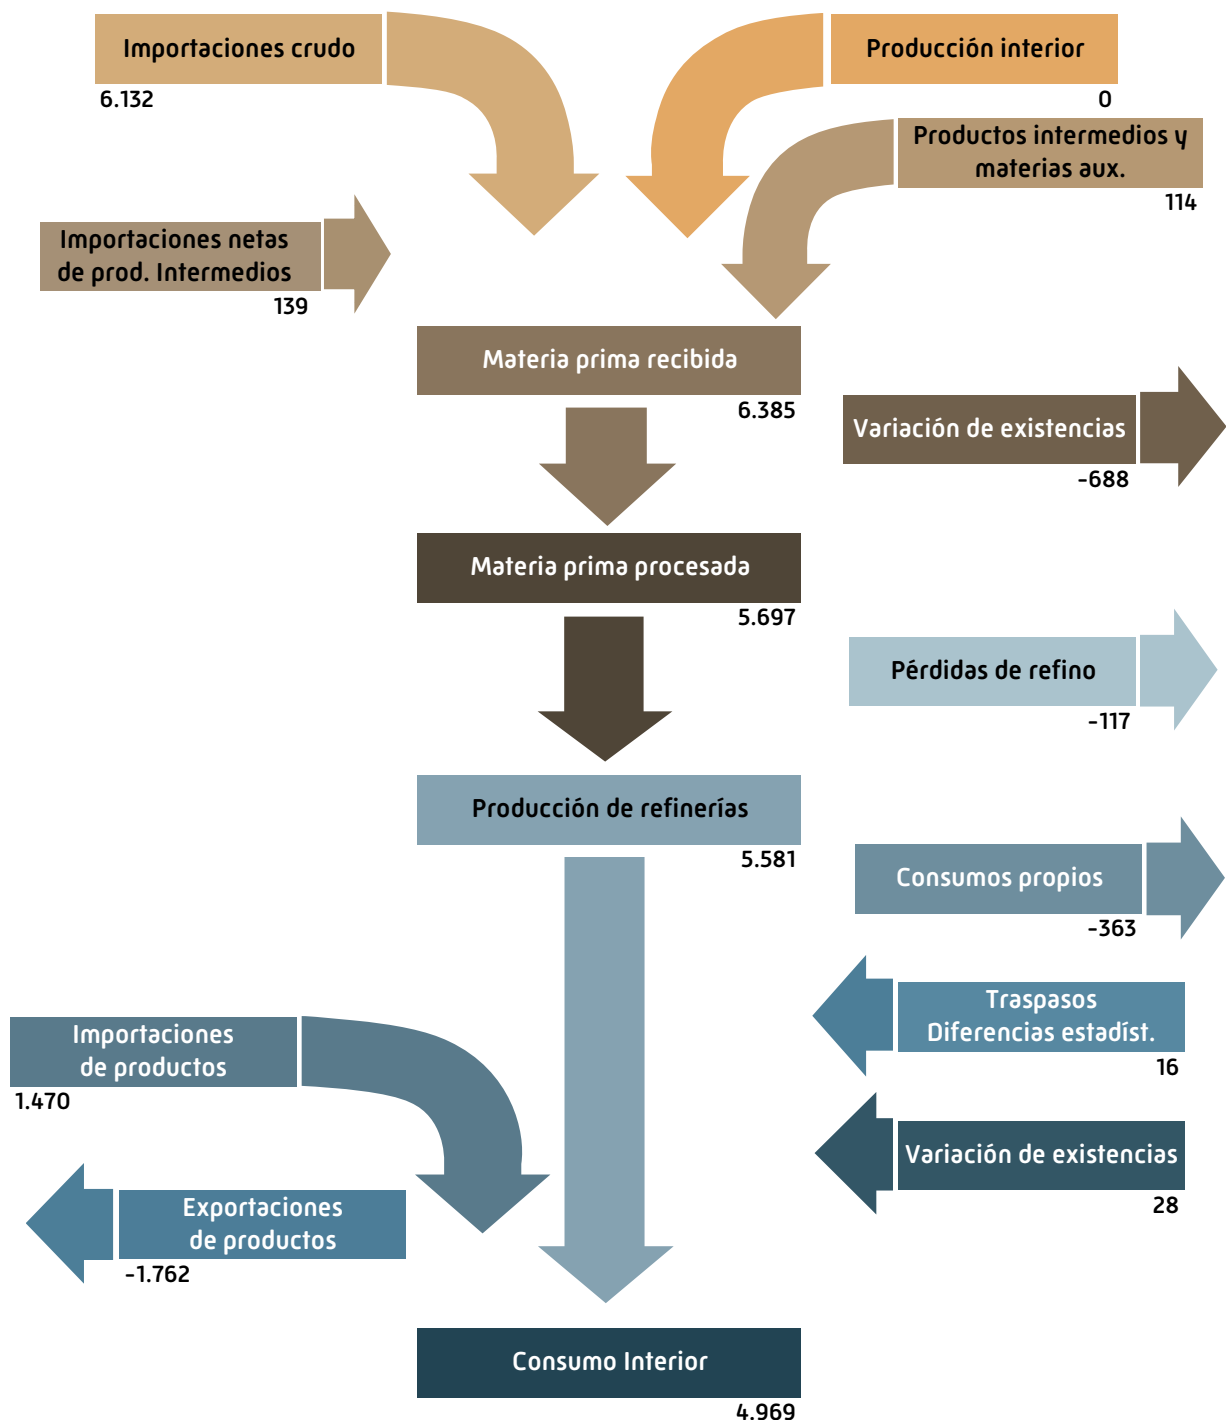 Importaciones crudo
6.132
Producción interior
0
Productos intermedios y
materias aux.
114
Importaciones netas
de prod. Intermedios
139
Materia prima recibida
6.385
Variación de existencias
-688
Materia prima procesada
5.697
Pérdidas de refino
-117
Producción de refinerías
5.581
Consumos propios
-363
Traspasos
Diferencias estadíst.
16
Importaciones
de productos
1.470
Variación de existencias
28
Exportaciones
de productos
-1.762
Consumo Interior
4.969